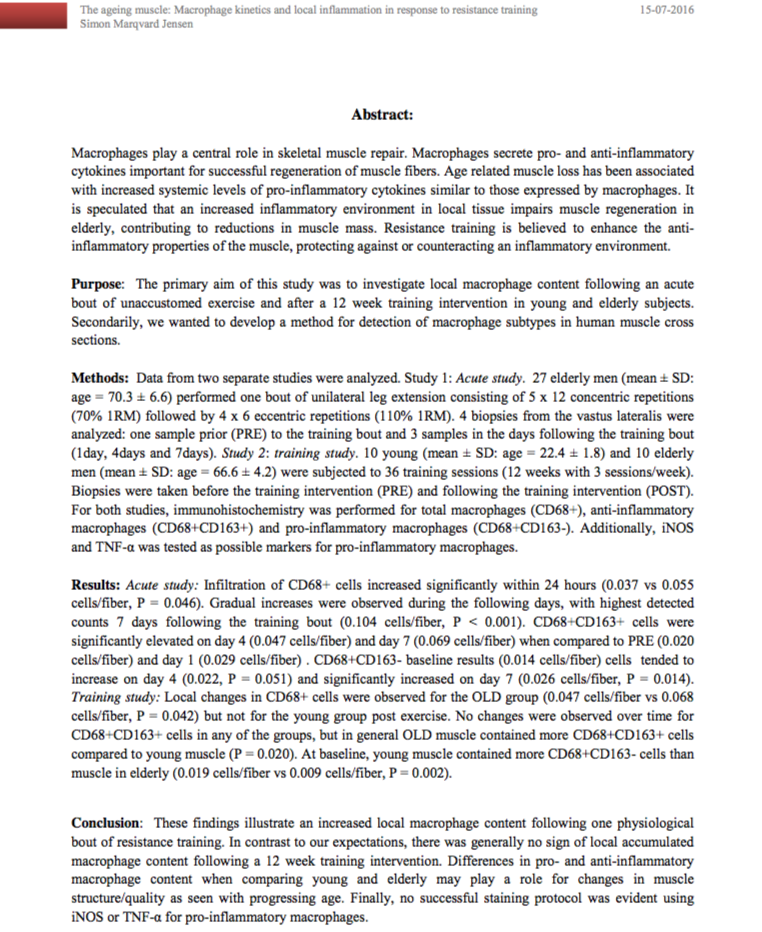 The ageing muscle: Macrophage kinetics and local inflammation in response to resistance training
15-07-2016
Simon Marqvard Jensen
Abstract:
Macrophages play a central role in skeletal muscle repair. Macrophages secrete pro- and anti-inflammatory
cytokines important for successful regeneration of muscle fibers. Age related muscle loss has been associated
with increased systemic levels of pro-inflammatory cytokines similar to those expressed by macrophages. It
is speculated that an increased inflammatory environment in local tissue impairs muscle regeneration in
elderly, contributing to reductions in muscle mass. Resistance training is believed to enhance the anti-
inflammatory properties of the muscle, protecting against or counteracting an inflammatory environment.
Purpose: The primary aim of this study was to investigate local macrophage content following an acute
bout of unaccustomed exercise and after a 12 week training intervention in young and elderly subjects.
Secondarily, we wanted to develop a method for detection of macrophage subtypes in human muscle cross
sections.
Methods: Data from two separate studies were analyzed. Study 1: Acute study. 27 elderly men (mean ± SD:
age = 70.3 ± 6.6) performed one bout of unilateral leg extension consisting of 5 x 12 concentric repetitions
(70% 1RM) followed by 4 x 6 eccentric repetitions (110% 1RM). 4 biopsies from the vastus lateralis were
analyzed: one sample prior (PRE) to the training bout and 3 samples in the days following the training bout
(1day, 4days and 7days). Study 2: training study. 10 young (mean ± SD: age = 22.4 ± 1.8) and 10 elderly
men (mean ± SD: age = 66.6 ± 4.2) were subjected to 36 training sessions (12 weeks with 3 sessions/week).
Biopsies were taken before the training intervention (PRE) and following the training intervention (POST).
For both studies, immunohistochemistry was performed for total macrophages (CD68+), anti-inflammatory
macrophages (CD68+CD163+) and pro-inflammatory macrophages (CD68+CD163-). Additionally, iNOS
and TNF-α was tested as possible markers for pro-inflammatory macrophages.
Results: Acute study: Infiltration of CD68+ cells increased significantly within 24 hours (0.037 vs 0.055
cells/fiber, P = 0.046). Gradual increases were observed during the following days, with highest detected
counts 7 days following the training bout (0.104 cells/fiber, P < 0.001). CD68+CD163+ cells were
significantly elevated on day 4 (0.047 cells/fiber) and day 7 (0.069 cells/fiber) when compared to PRE (0.020
cells/fiber) and day 1 (0.029 cells/fiber) . CD68+CD163- baseline results (0.014 cells/fiber) cells tended to
increase on day 4 (0.022, P = 0.051) and significantly increased on day 7 (0.026 cells/fiber, P = 0.014).
Training study: Local changes in CD68+ cells were observed for the OLD group (0.047 cells/fiber vs 0.068
cells/fiber, P = 0.042) but not for the young group post exercise. No changes were observed over time for
CD68+CD163+ cells in any of the groups, but in general OLD muscle contained more CD68+CD163+ cells
compared to young muscle (P = 0.020). At baseline, young muscle contained more CD68+CD163- cells than
muscle in elderly (0.019 cells/fiber vs 0.009 cells/fiber, P = 0.002).
Conclusion: These findings illustrate an increased local macrophage content following one physiological
bout of resistance training. In contrast to our expectations, there was generally no sign of local accumulated
macrophage content following a 12 week training intervention. Differences in pro- and anti-inflammatory
macrophage content when comparing young and elderly may play a role for changes in muscle
structure/quality as seen with progressing age. Finally, no successful staining protocol was evident using
iNOS or TNF-α for pro-inflammatory macrophages.